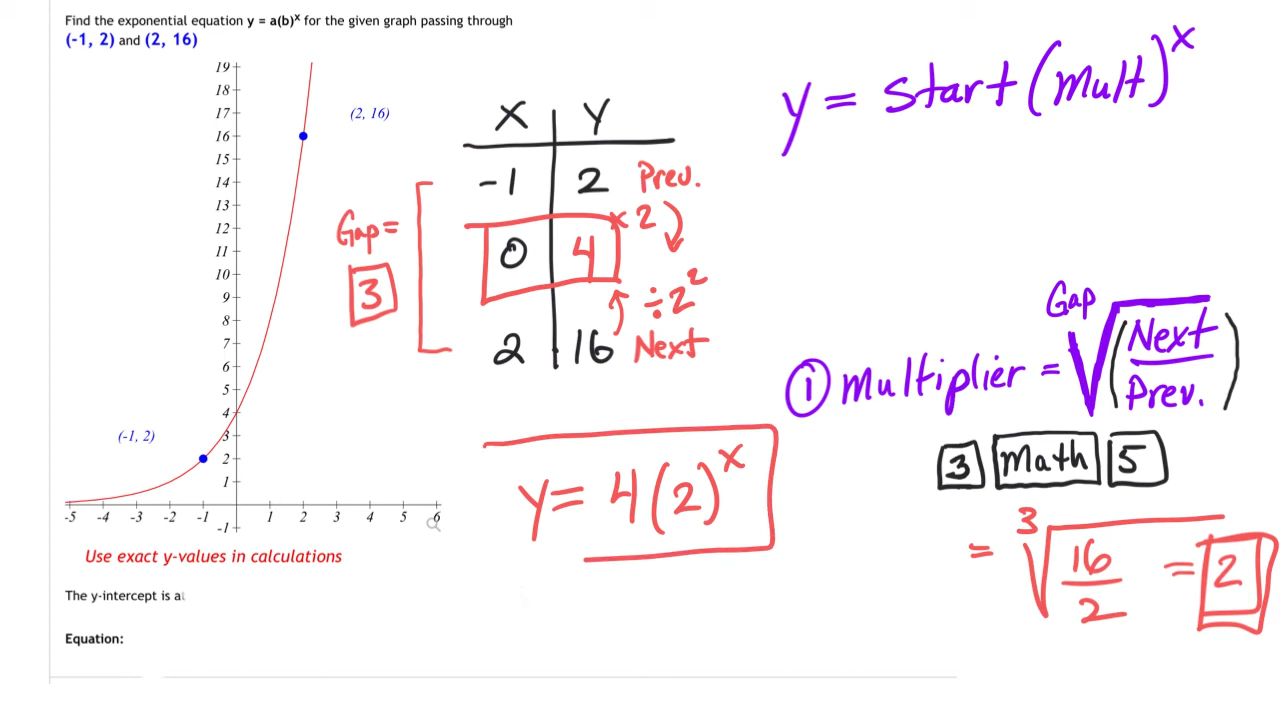 Find the exponential equation y = a(b)^x for the given graph passing through
(-1, 2) and (2, 16)
19
18
17
16
15
14
13
12
11
10
9
8
7
6
5
4
3
2
1
-1
-5 -4 -3 -2 -1 1 2 3 4 5 6
(2, 16)
(-1, 2)
Use exact y-values in calculations
The y-intercept is at
Equation:
X Y
-1 2 Prev.
× 2
0 4
÷ 2^2
2 16 Next
Gap =
3
y = 4(2)^x
y = start(mult)^x
① multiplier = Gap√(Next/Prev.)
3 Math 5
= 3√16/2 = 2